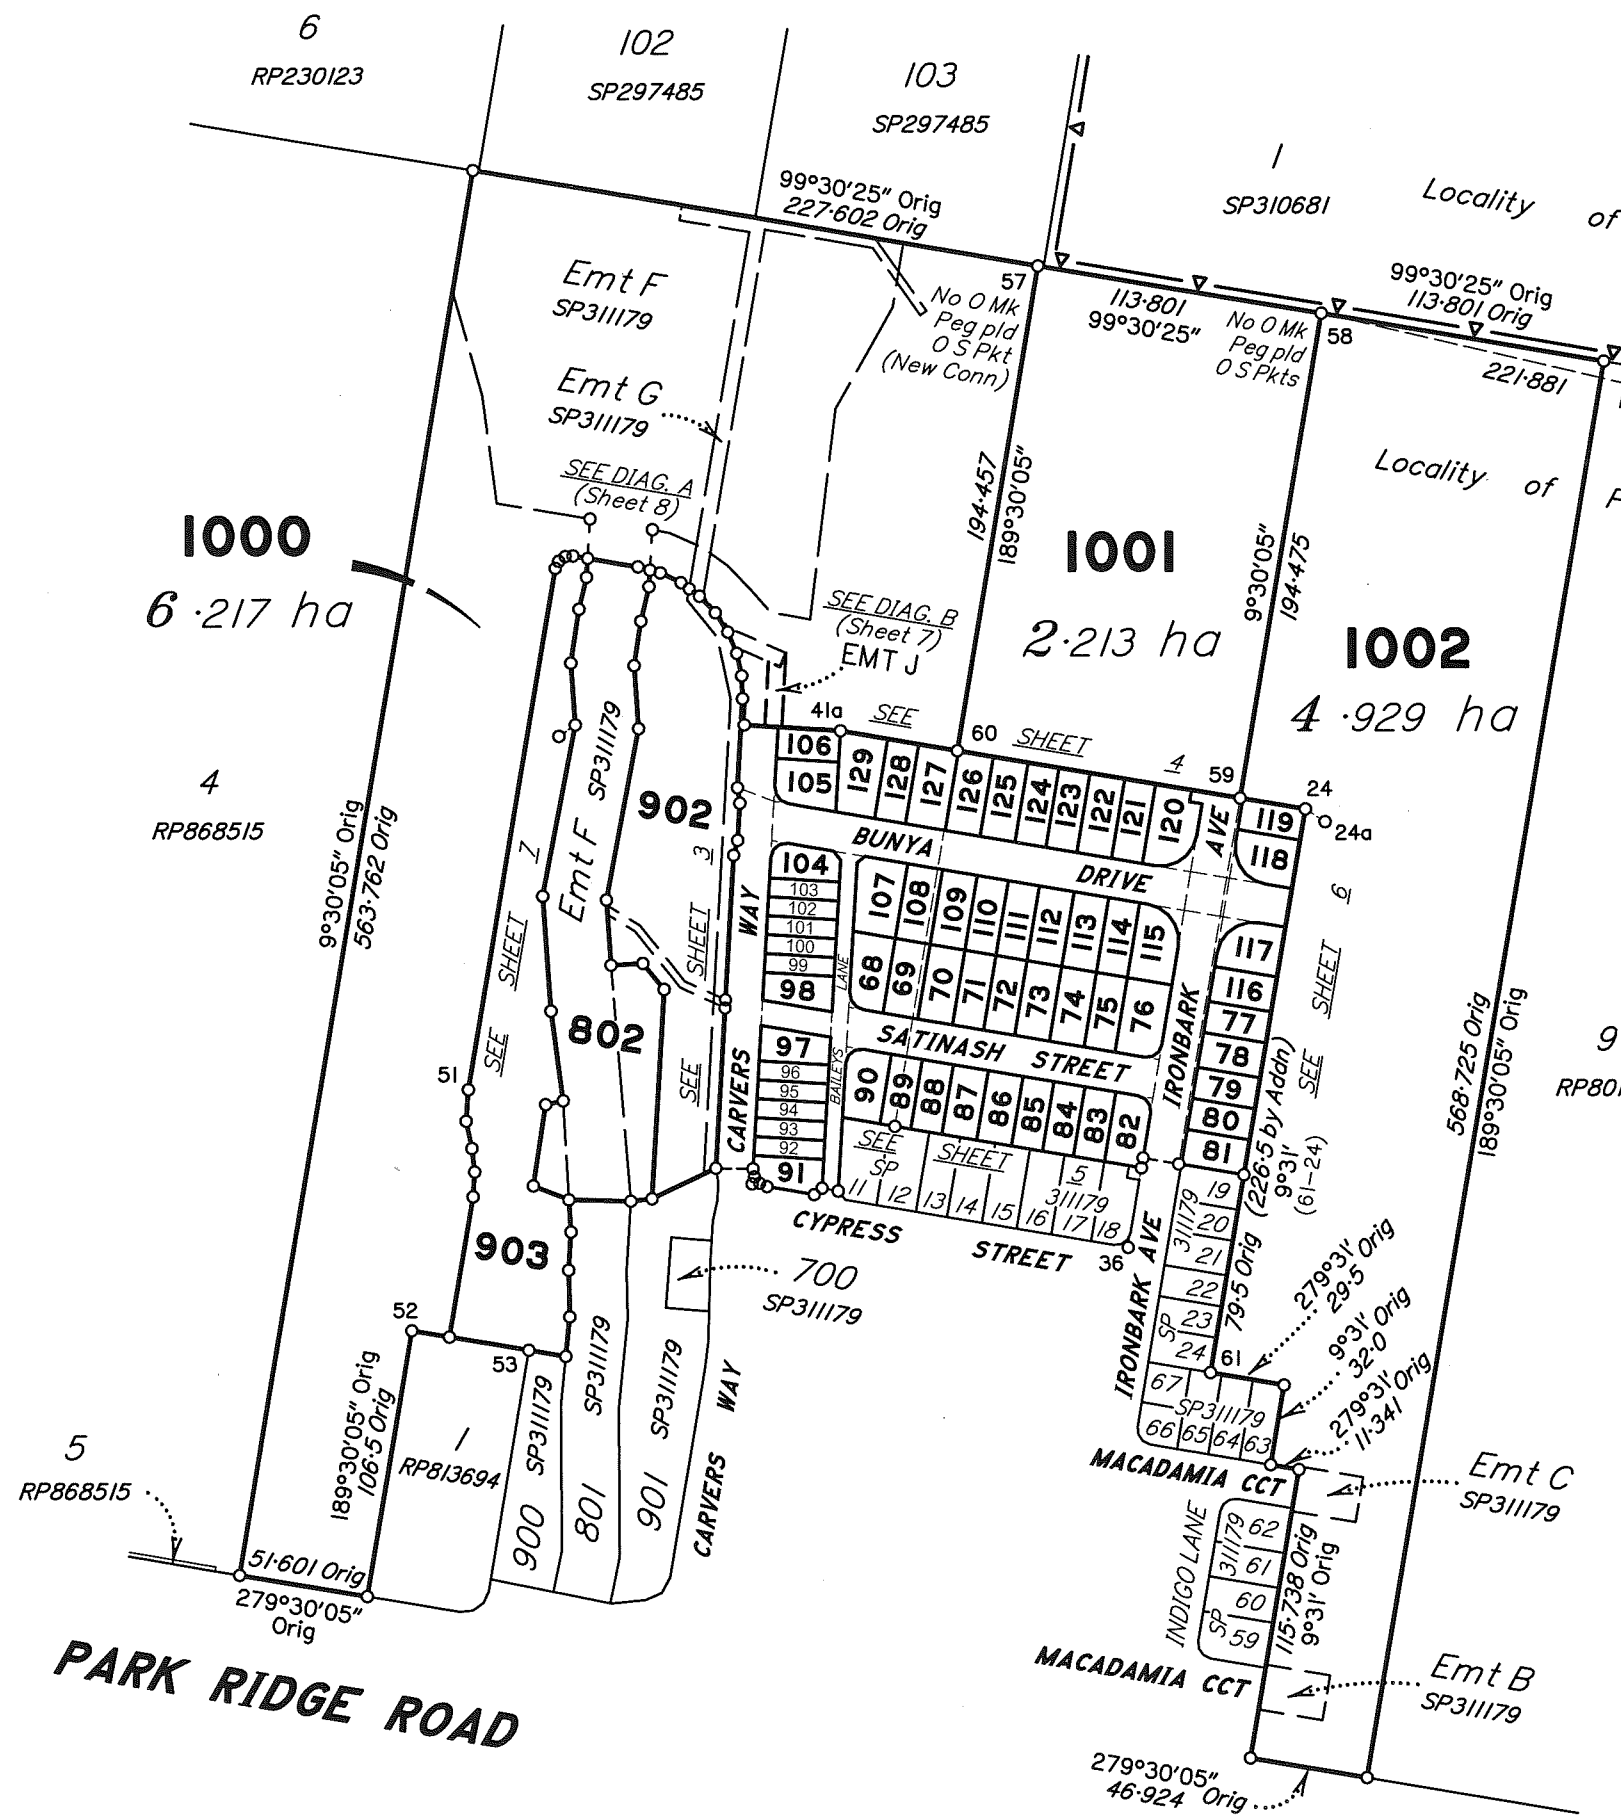 6
RP230123
102
SP297485
103
SP297485
1
SP310681
Locality of
99°30'25" Orig
227·602 Orig
99°30'25" Orig
113·801 Orig
57
113·801
99°30'25"
No O Mk
Peg pld
O S Pkt
(New Conn)
No O Mk
Peg pld
O S Pkts
58
221·881
Emt F
SP311179
Emt G
SP311179
SEE DIAG. A
(Sheet 8)
Locality of
194·457
189°30'05"
9°30'05"
194·475
1000
6·217 ha
1001
2·213 ha
1002
4·929 ha
SEE DIAG. B
(Sheet 7)
EMT J
41a
SEE SHEET 4
60
59
24
24a
4
RP868515
9°30'05" Orig
563·762 Orig
Emt F SP311179
902
SEE SHEET 7
SEE SHEET 3
802
106
105
129
128
127
126
125
124
123
122
121
120
119
118
BUNYA DRIVE
IRONBARK AVE
104
103
102
101
100
99
98
107
108
109
110
111
112
113
114
115
117
68
69
70
71
72
73
74
75
76
116
77
78
79
80
81
SATINASH STREET
BAILEYS LANE
CARVERS WAY
97
96
95
94
93
92
91
90
89
88
87
86
85
84
83
82
SEE SHEET 5
SP 311179
11
12
13
14
15
16
17
18
CYPRESS STREET
36
SEE SHEET 6
(226·5 by Addn)
9°31'
(61-24)
568·725 Orig
189°30'05" Orig
9
51
903
52
53
700
SP311179
IRONBARK AVE
SP 311179
19
20
21
22
23
24
79·5 Orig
61
279°31' Orig
29·5
9°31' Orig
32·0
279°31' Orig
11·341
67
SP311179
66
65
64
63
MACADAMIA CCT
Emt C
SP311179
INDIGO LANE
SP 311179
62
61
60
59
115·738 Orig
9°31' Orig
MACADAMIA CCT
Emt B
SP311179
279°30'05"
46·924 Orig
189°30'05" Orig
106·5 Orig
1
RP813694
900 SP311179
801 SP311179
901 SP311179
CARVERS WAY
5
RP868515
51·601 Orig
279°30'05"
Orig
PARK RIDGE ROAD